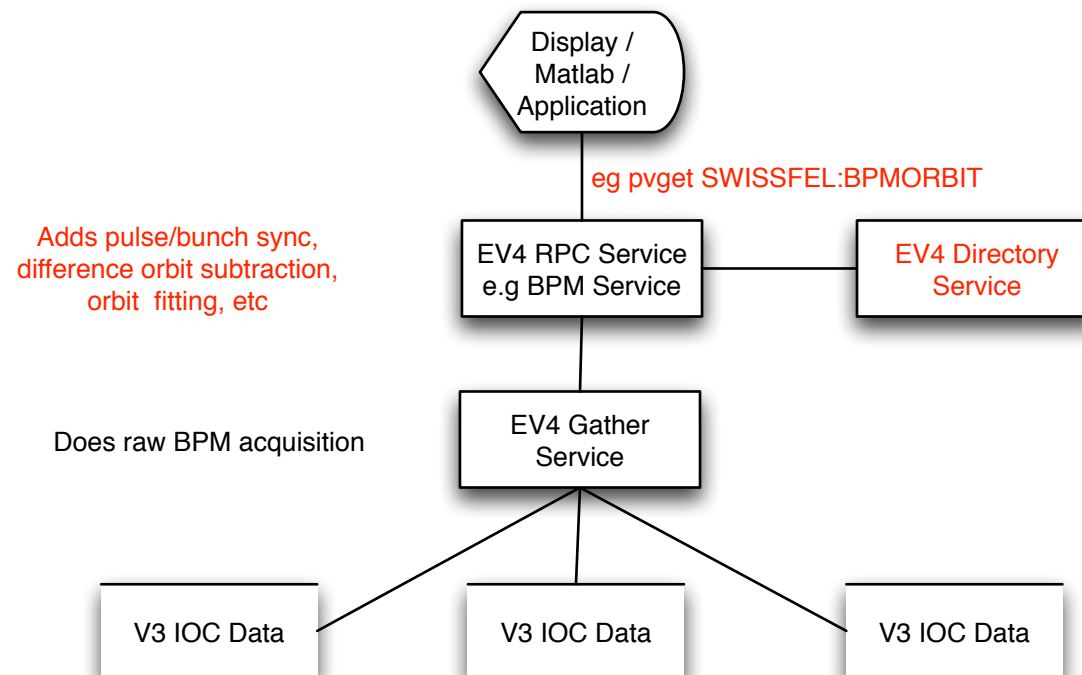 Display /
Matlab /
Application
eg pvget SWISSFEL:BPMORBIT
Adds pulse/bunch sync,
difference orbit subtraction,
orbit fitting, etc
EV4 RPC Service
e.g BPM Service
EV4 Directory
Service
Does raw BPM acquisition
EV4 Gather
Service
V3 IOC Data
V3 IOC Data
V3 IOC Data